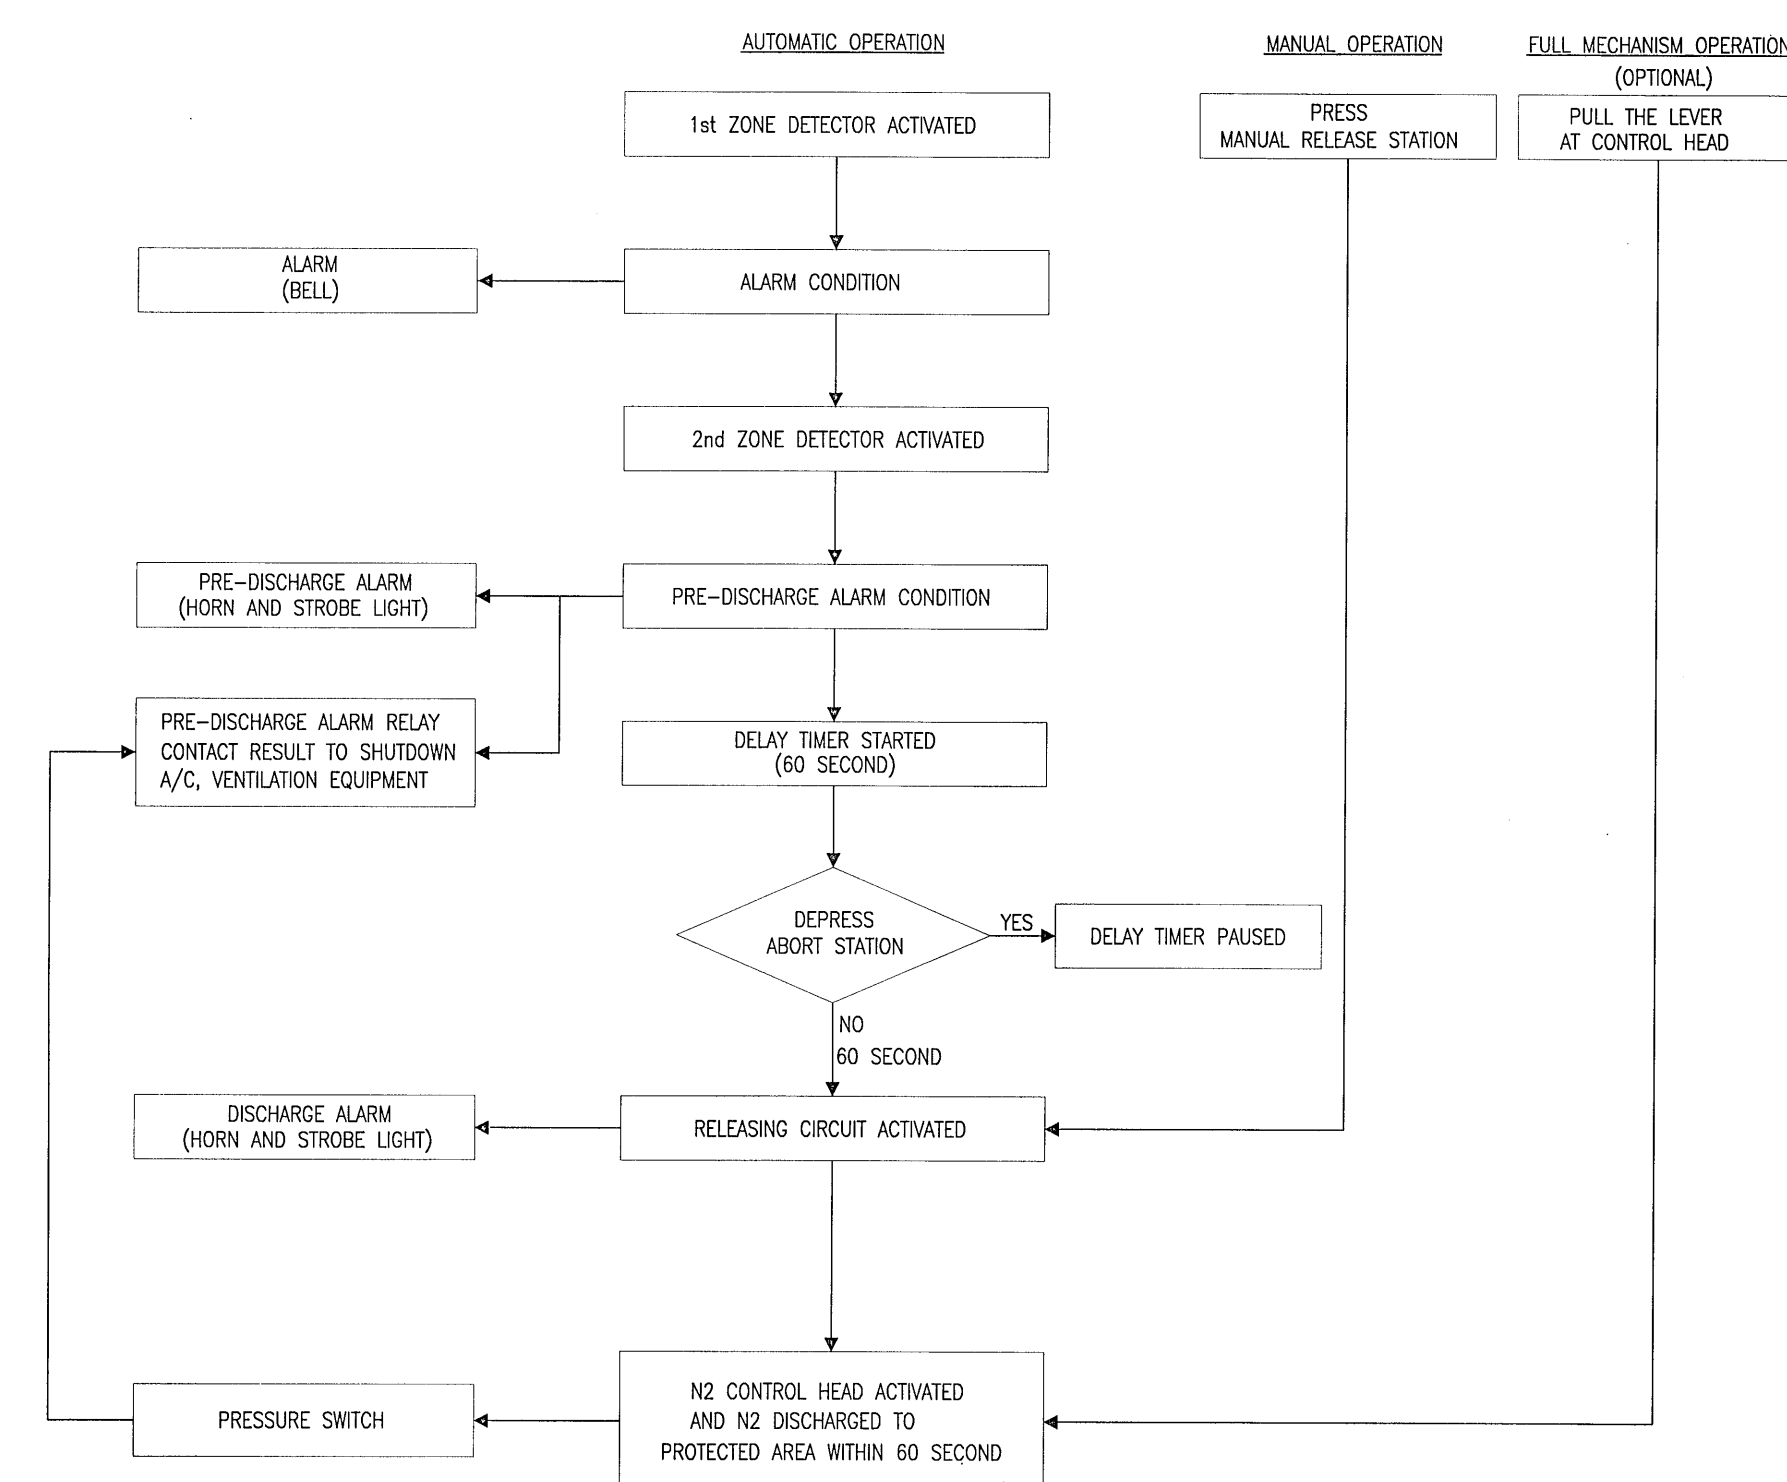 AUTOMATIC OPERATION
MANUAL OPERATION
FULL MECHANISM OPERATION
(OPTIONAL)
1st ZONE DETECTOR ACTIVATED
PRESS
MANUAL RELEASE STATION
PULL THE LEVER
AT CONTROL HEAD
ALARM
(BELL)
ALARM CONDITION
2nd ZONE DETECTOR ACTIVATED
PRE-DISCHARGE ALARM
(HORN AND STROBE LIGHT)
PRE-DISCHARGE ALARM CONDITION
PRE-DISCHARGE ALARM RELAY
CONTACT RESULT TO SHUTDOWN
A/C, VENTILATION EQUIPMENT
DELAY TIMER STARTED
(60 SECOND)
DEPRESS
ABORT STATION
YES
DELAY TIMER PAUSED
NO
60 SECOND
DISCHARGE ALARM
(HORN AND STROBE LIGHT)
RELEASING CIRCUIT ACTIVATED
PRESSURE SWITCH
N2 CONTROL HEAD ACTIVATED
AND N2 DISCHARGED TO
PROTECTED AREA WITHIN 60 SECOND